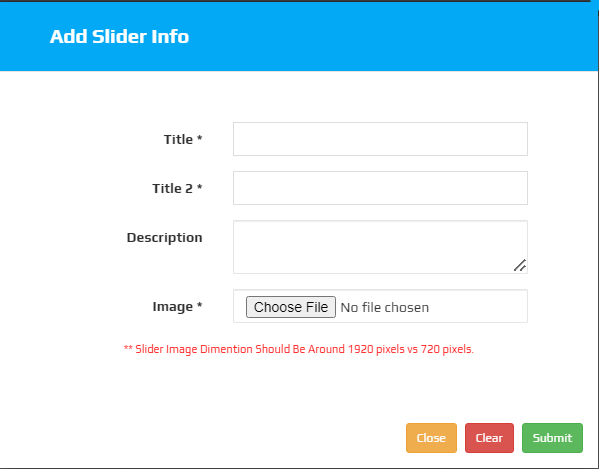 Add Slider Info
Title *
Title 2 *
Description
Image * Choose File No file chosen
** Slider Image Dimention Should Be Around 1920 pixels vs 720 pixels.
Close Clear Submit